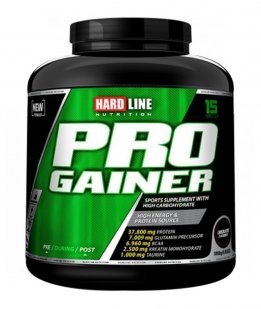 HARD LINE
NUTRITION
NEW
15
PRO
GAINER
SPORTS SUPPLEMENT WITH
HIGH CARBOHYDRATE
HIGH ENERGY &
PROTEIN SOURCE
37.800 mg PROTEIN
7.009 mg GLUTAMIN PRECURSOR
6.960 mg BCAA
2.500 mg KREATIN MONOHYDRATE
1.000 mg TAURINE
CHOCOLATE
PRE / DURING / POST